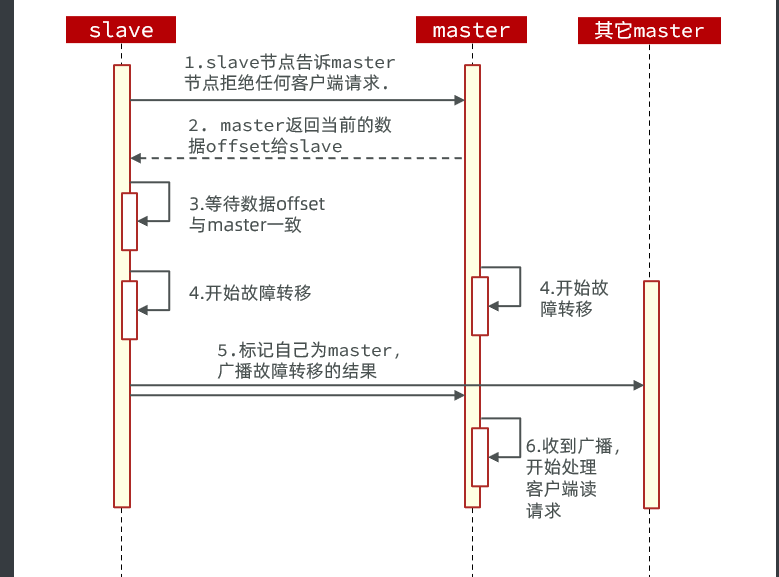 slave
master
其它master
1.slave节点告诉master
节点拒绝任何客户端请求.
2. master返回当前的数
据offset给slave
3.等待数据offset
与master一致
4.开始故障转移
4.开始故
障转移
5.标记自己为master,
广播故障转移的结果
6.收到广播,
开始处理
客户端读
请求